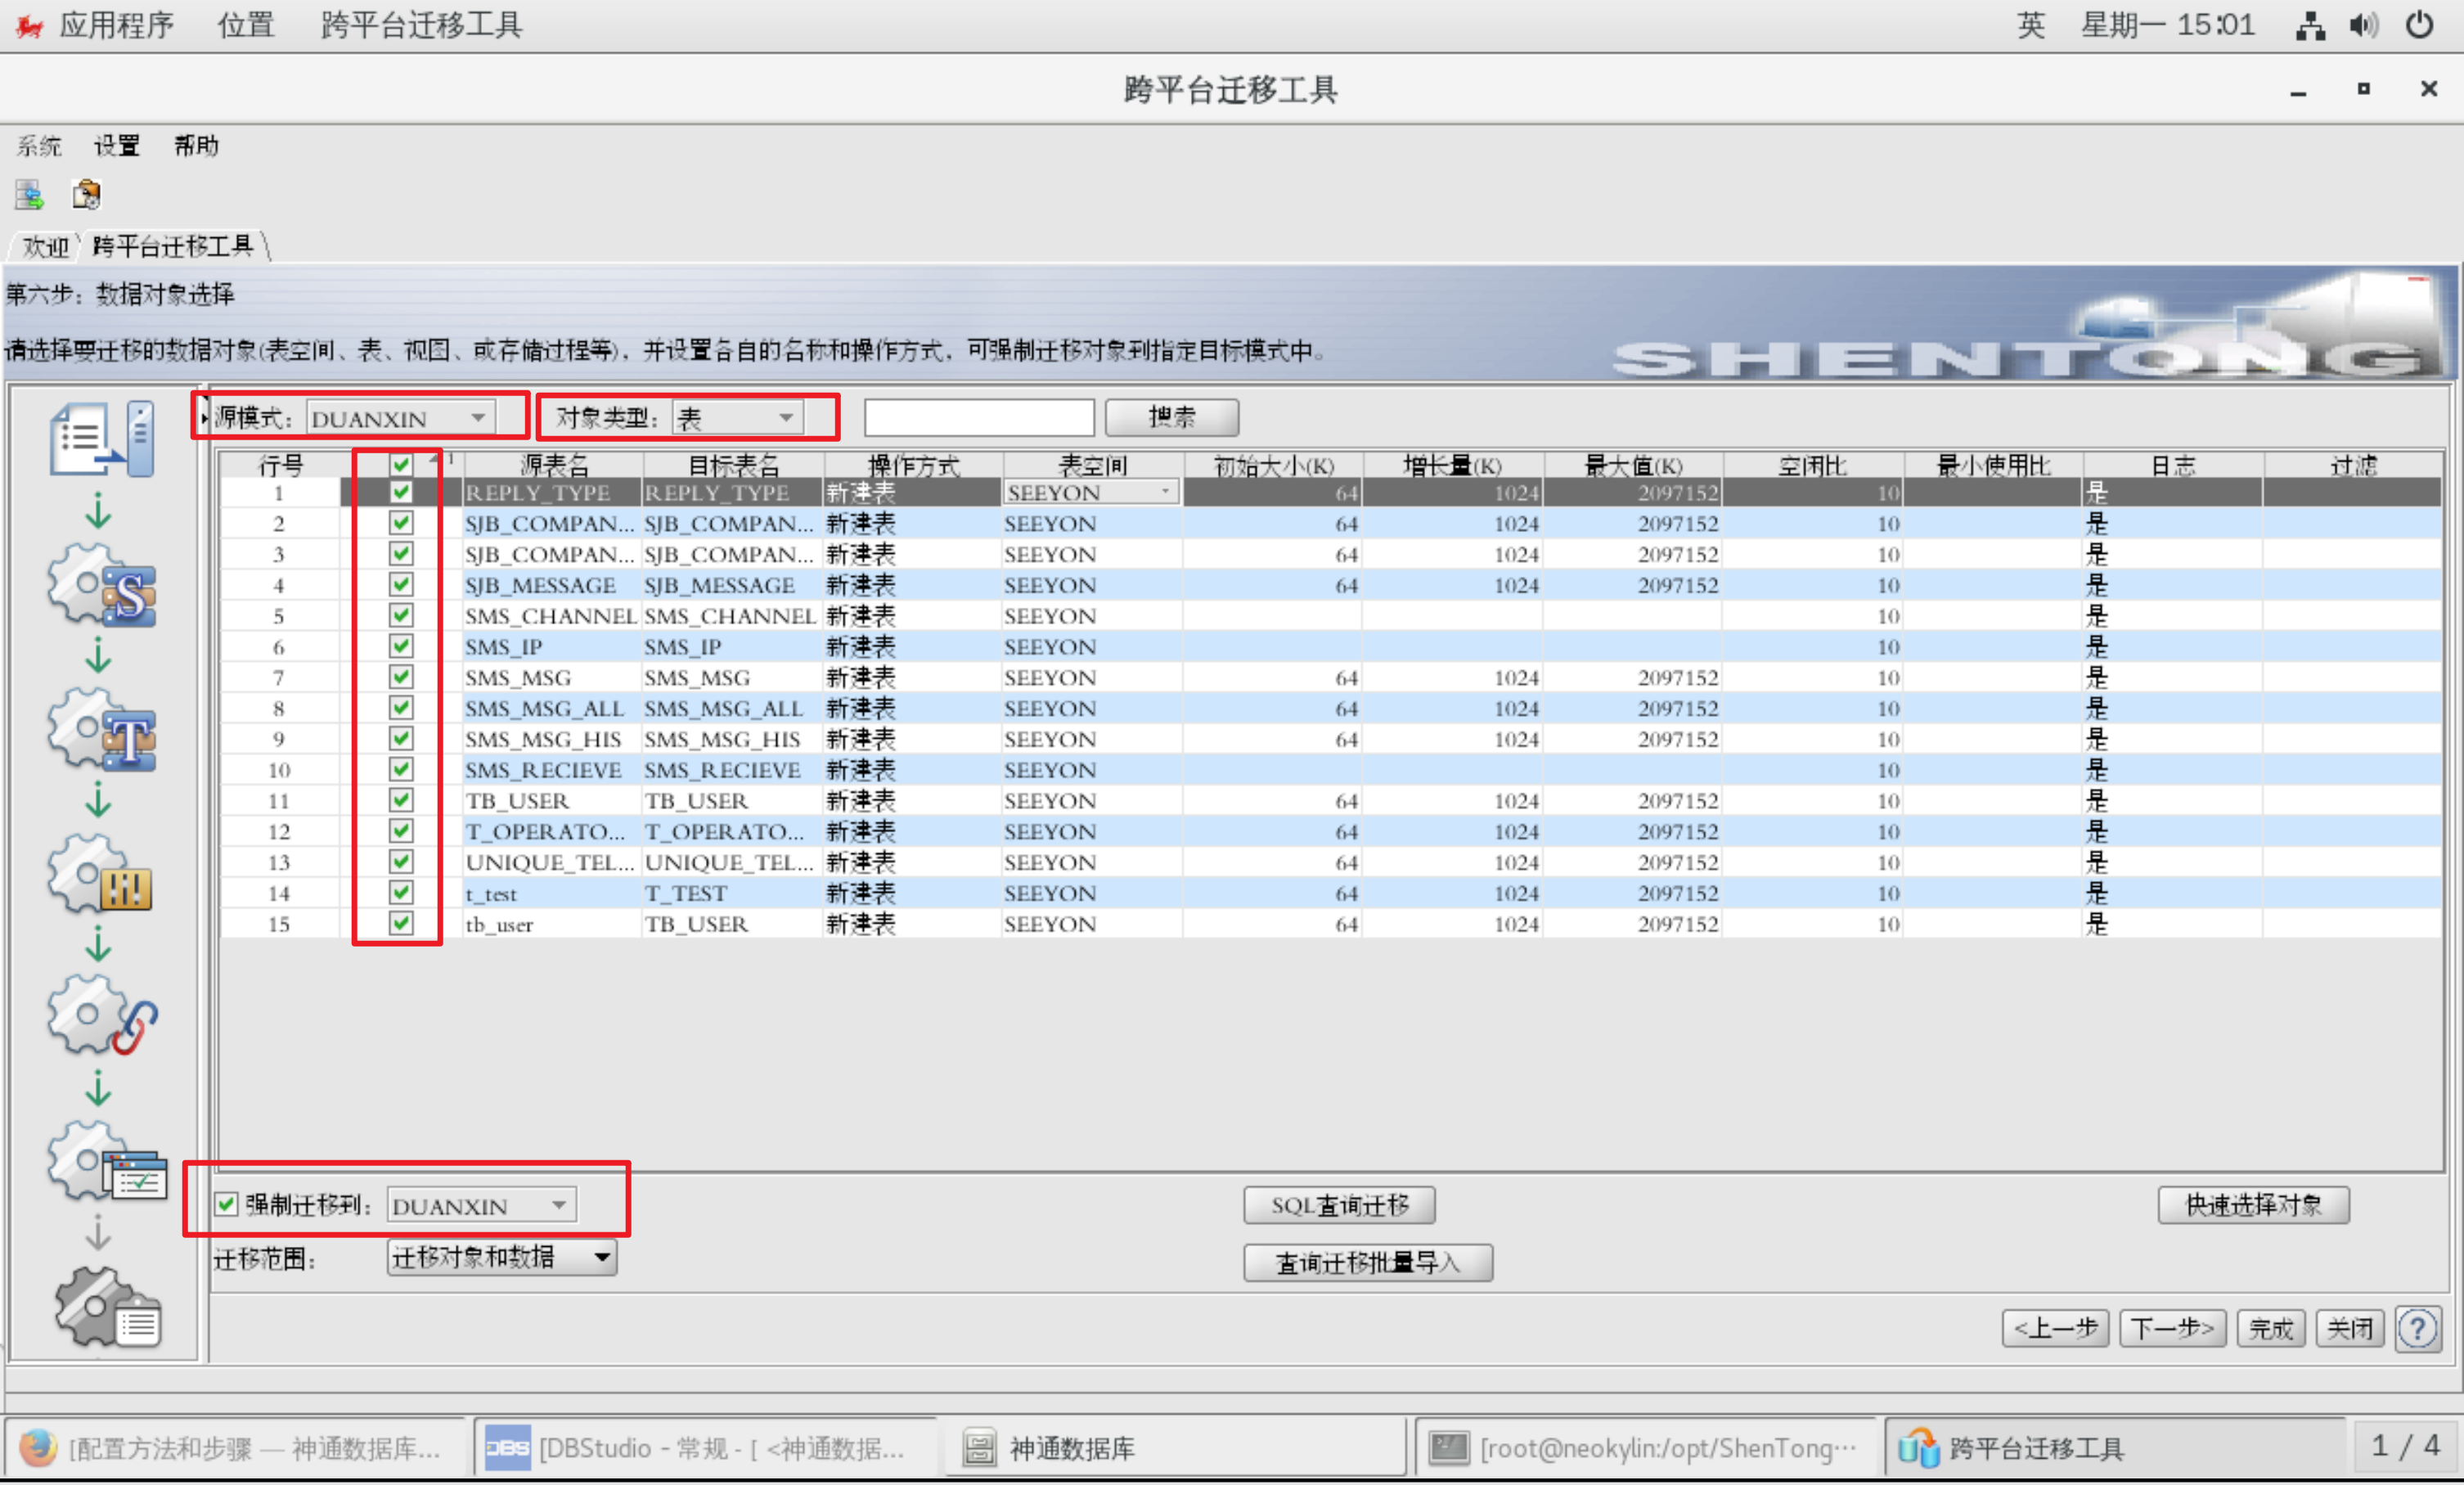 应用程序 位置 跨平台迁移工具 英 星期一 15:01
跨平台迁移工具
系统 设置 帮助
欢迎 跨平台迁移工具
第六步：数据对象选择
请选择要迁移的数据对象(表空间、表、视图、或存储过程等)，并设置各自的名称和操作方式，可强制迁移对象到指定目标模式中。
SHENTONG
源模式： DUANXIN 对象类型： 表 搜索
行号 1 源表名 目标表名 操作方式 表空间 初始大小(K) 增长量(K) 最大值(K) 空闲比 最小使用比 日志 过滤
1 REPLY_TYPE REPLY_TYPE 新建表 SEEYON 64 1024 2097152 10 是
2 SJB_COMPAN... SJB_COMPAN... 新建表 SEEYON 64 1024 2097152 10 是
3 SJB_COMPAN... SJB_COMPAN... 新建表 SEEYON 64 1024 2097152 10 是
4 SJB_MESSAGE SJB_MESSAGE 新建表 SEEYON 64 1024 2097152 10 是
5 SMS_CHANNEL SMS_CHANNEL 新建表 SEEYON 10 是
6 SMS_IP SMS_IP 新建表 SEEYON 10 是
7 SMS_MSG SMS_MSG 新建表 SEEYON 64 1024 2097152 10 是
8 SMS_MSG_ALL SMS_MSG_ALL 新建表 SEEYON 64 1024 2097152 10 是
9 SMS_MSG_HIS SMS_MSG_HIS 新建表 SEEYON 64 1024 2097152 10 是
10 SMS_RECIEVE SMS_RECIEVE 新建表 SEEYON 10 是
11 TB_USER TB_USER 新建表 SEEYON 64 1024 2097152 10 是
12 T_OPERATO... T_OPERATO... 新建表 SEEYON 64 1024 2097152 10 是
13 UNIQUE_TEL... UNIQUE_TEL... 新建表 SEEYON 64 1024 2097152 10 是
14 t_test T_TEST 新建表 SEEYON 64 1024 2097152 10 是
15 tb_user TB_USER 新建表 SEEYON 64 1024 2097152 10 是
强制迁移到： DUANXIN SQL查询迁移 快速选择对象
迁移范围： 迁移对象和数据 查询迁移批量导入
<上一步 下一步> 完成 关闭 ?
[配置方法和步骤 — 神通数据库... DBS [DBStudio - 常规 - [ <神通数据... 神通数据库 [root@neokylin:/opt/ShenTong… 跨平台迁移工具 1 / 4